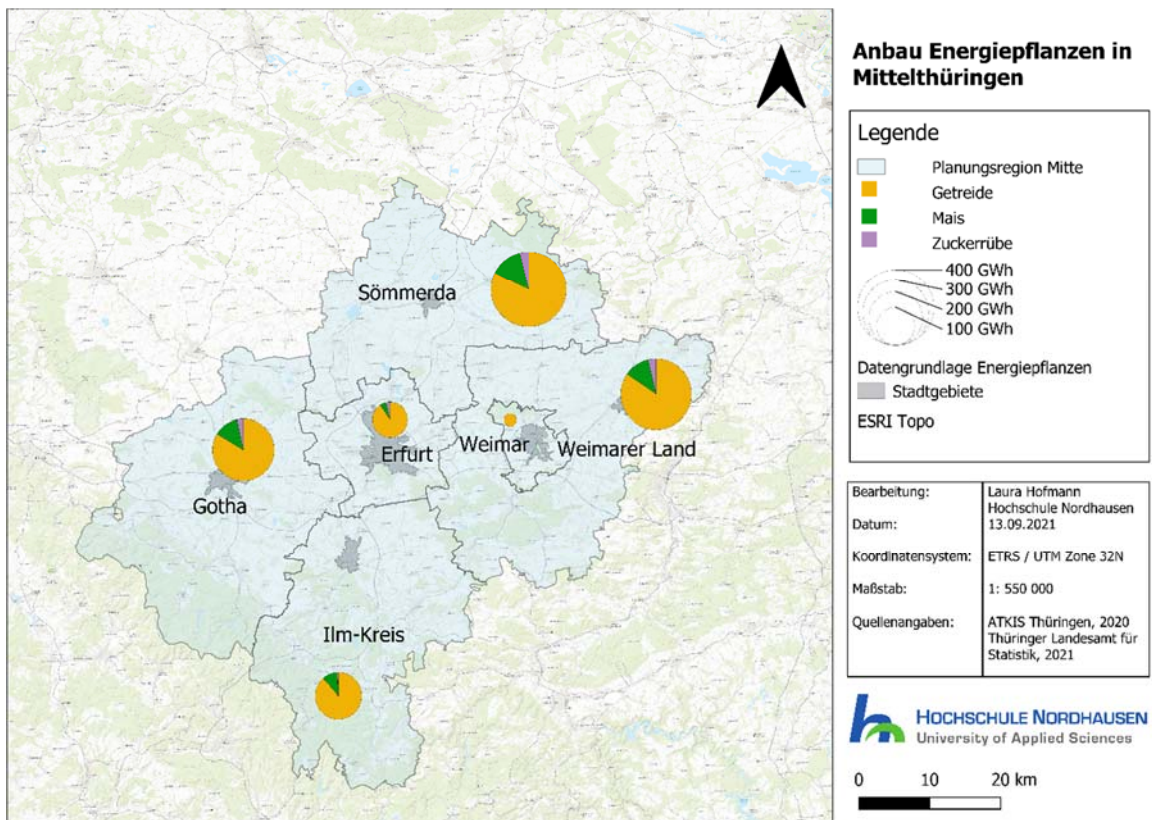 Anbau Energiepflanzen in
Mittelthüringen
Legende
Planungsregion Mitte
Getreide
Mais
Zuckerrübe
400 GWh
300 GWh
200 GWh
100 GWh
Datengrundlage Energiepflanzen
Stadtgebiete
ESRI Topo
Sömmerda
Erfurt
Weimar
Weimarer Land
Gotha
Ilm-Kreis
Bearbeitung: Laura Hofmann
Hochschule Nordhausen
Datum: 13.09.2021
Koordinatensystem: ETRS / UTM Zone 32N
Maßstab: 1: 550 000
Quellenangaben: ATKIS Thüringen, 2020
Thüringer Landesamt für
Statistik, 2021
HOCHSCHULE NORDHAUSEN
University of Applied Sciences
0 10 20 km